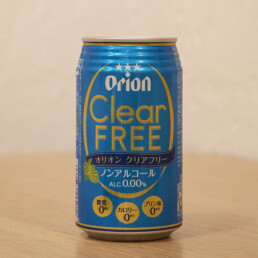 Orion
Clear
FREE
オリオン クリアフリー
ノンアルコール
ALC.0.00%
糖質 カロリー プリン体
0 0 0